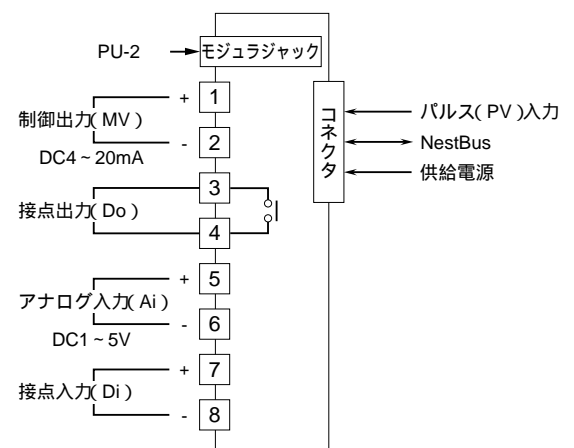 PU-2
モジュラジャック
+ 1
制御出力( MV )
- 2
DC4 ~ 20mA
3
接点出力( Do )
4
+ 5
アナログ入力( Ai )
- 6
DC1 ~ 5V
+ 7
接点入力( Di )
- 8
コネクタ
パルス( PV )入力
NestBus
供給電源